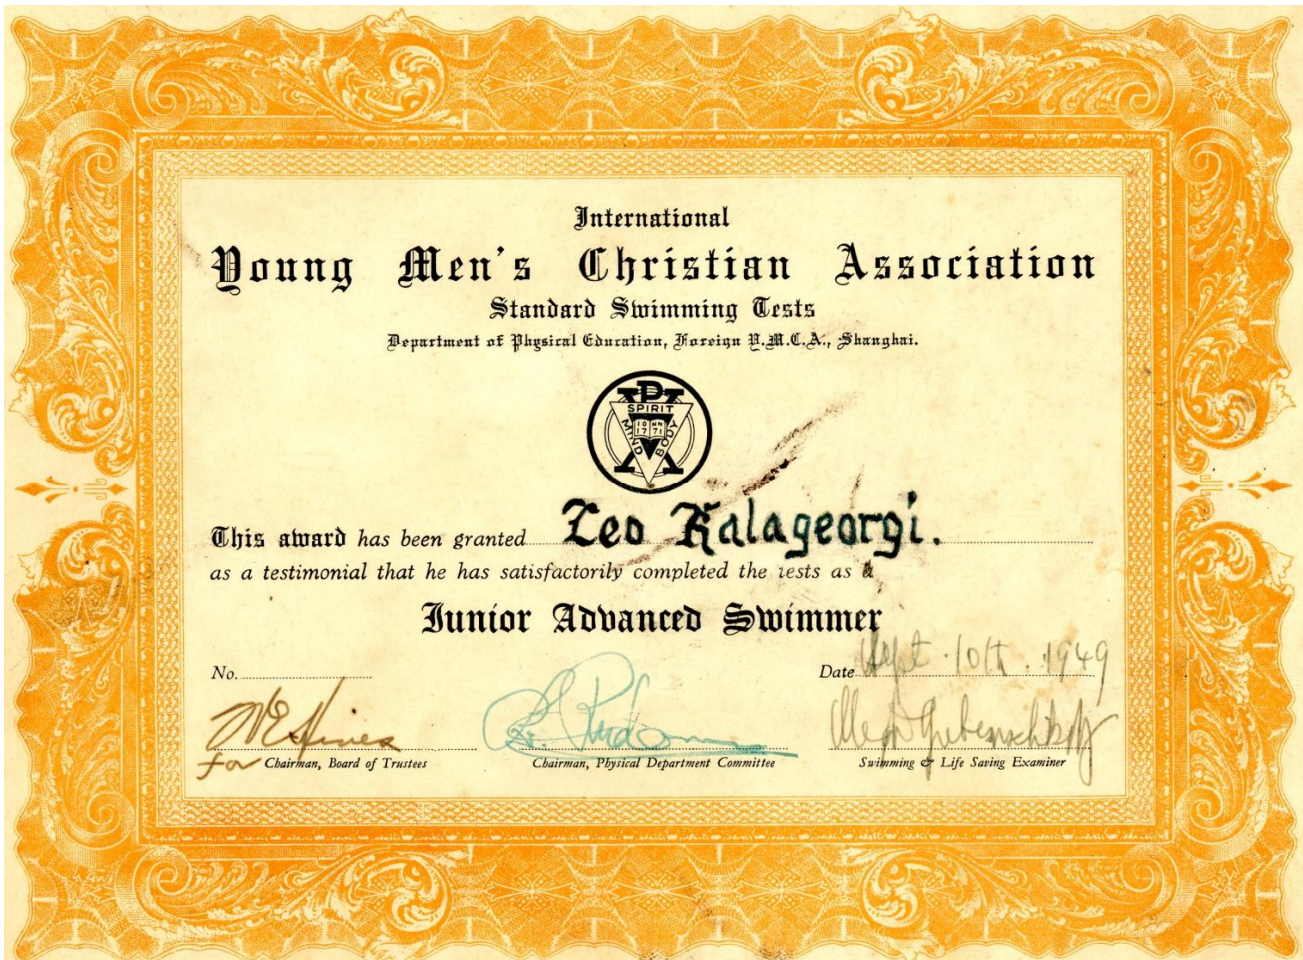 International
Young Men's Christian Association
Standard Swimming Tests
Department of Physical Education, Foreign Y.M.C.A., Shanghai.
SPIRIT
MIND BODY
This award has been granted Leo Kalageorgi.
as a testimonial that he has satisfactorily completed the tests as a
Junior Advanced Swimmer
No. Date Sept. 10th. 1949
for Chairman, Board of Trustees
Chairman, Physical Department Committee
Swimming & Life Saving Examiner